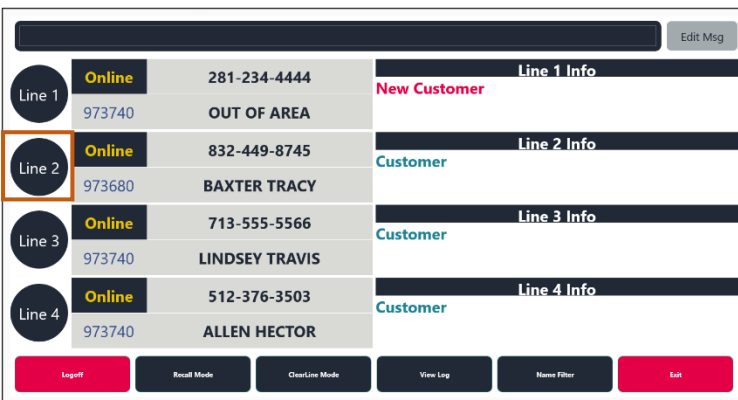 Edit Msg
Line 1
Online
281-234-4444
Line 1 Info
New Customer
973740
OUT OF AREA
Line 2
Online
832-449-8745
Line 2 Info
Customer
973680
BAXTER TRACY
Line 3
Online
713-555-5566
Line 3 Info
Customer
973740
LINDSEY TRAVIS
Line 4
Online
512-376-3503
Line 4 Info
Customer
973740
ALLEN HECTOR
Logoff
Recall Mode
ClearLine Mode
View Log
Name Filter
Exit